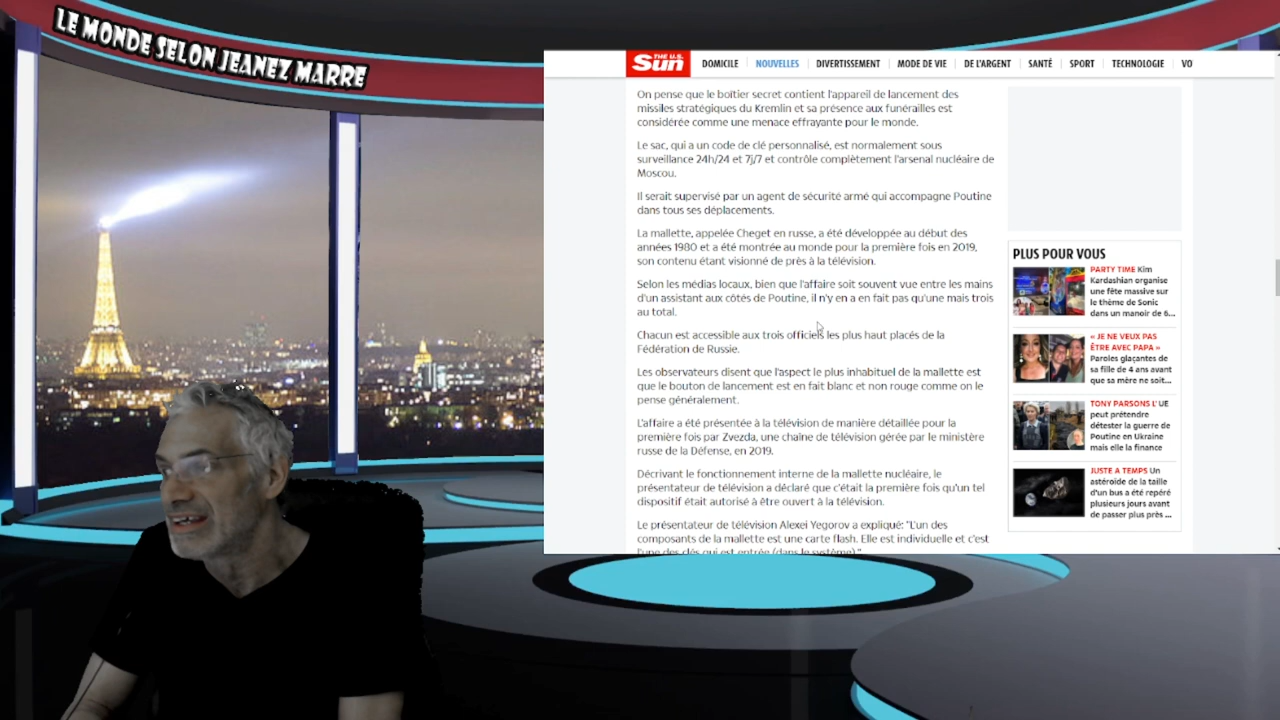 LE MONDE SELON JEANEZ MARRE
THE U.S.
Sun
DOMICILE
NOUVELLES
DIVERTISSEMENT
MODE DE VIE
DE L'ARGENT
SANTÉ
SPORT
TECHNOLOGIE
VO
On pense que le boîtier secret contient l'appareil de lancement des
missiles stratégiques du Kremlin et sa présence aux funérailles est
considérée comme une menace effrayante pour le monde.
Le sac, qui a un code de clé personnalisé, est normalement sous
surveillance 24h/24 et 7j/7 et contrôle complètement l'arsenal nucléaire de
Moscou.
Il serait supervisé par un agent de sécurité armé qui accompagne Poutine
dans tous ses déplacements.
La mallette, appelée Cheget en russe, a été développée au début des
années 1980 et a été montrée au monde pour la première fois en 2019,
son contenu étant visionné de près à la télévision.
Selon les médias locaux, bien que l'affaire soit souvent vue entre les mains
d'un assistant aux côtés de Poutine, il n'y en a en fait pas qu'une mais trois
au total.
Chacun est accessible aux trois officiels les plus haut placés de la
Fédération de Russie.
Les observateurs disent que l'aspect le plus inhabituel de la mallette est
que le bouton de lancement est en fait blanc et non rouge comme on le
pense généralement.
L'affaire a été présentée à la télévision de manière détaillée pour la
première fois par Zvezda, une chaîne de télévision gérée par le ministère
russe de la Défense, en 2019.
Décrivant le fonctionnement interne de la mallette nucléaire, le
présentateur de télévision a déclaré que c'était la première fois qu'un tel
dispositif était autorisé à être ouvert à la télévision.
Le présentateur de télévision Alexei Yegorov a expliqué: "L'un des
composants de la mallette est une carte flash. Elle est individuelle et c'est
l'une des clés qui est entrée (dans le système)."
PLUS POUR VOUS
PARTY TIME Kim
Kardashian organise
une fête massive sur
le thème de Sonic
dans un manoir de 6...
« JE NE VEUX PAS
ÊTRE AVEC PAPA »
Paroles glaçantes de
sa fille de 4 ans avant
que sa mère ne soit...
TONY PARSONS L' UE
peut prétendre
détester la guerre de
Poutine en Ukraine
mais elle la finance
JUSTE A TEMPS Un
astéroïde de la taille
d'un bus a été repéré
plusieurs jours avant
de passer plus près ...